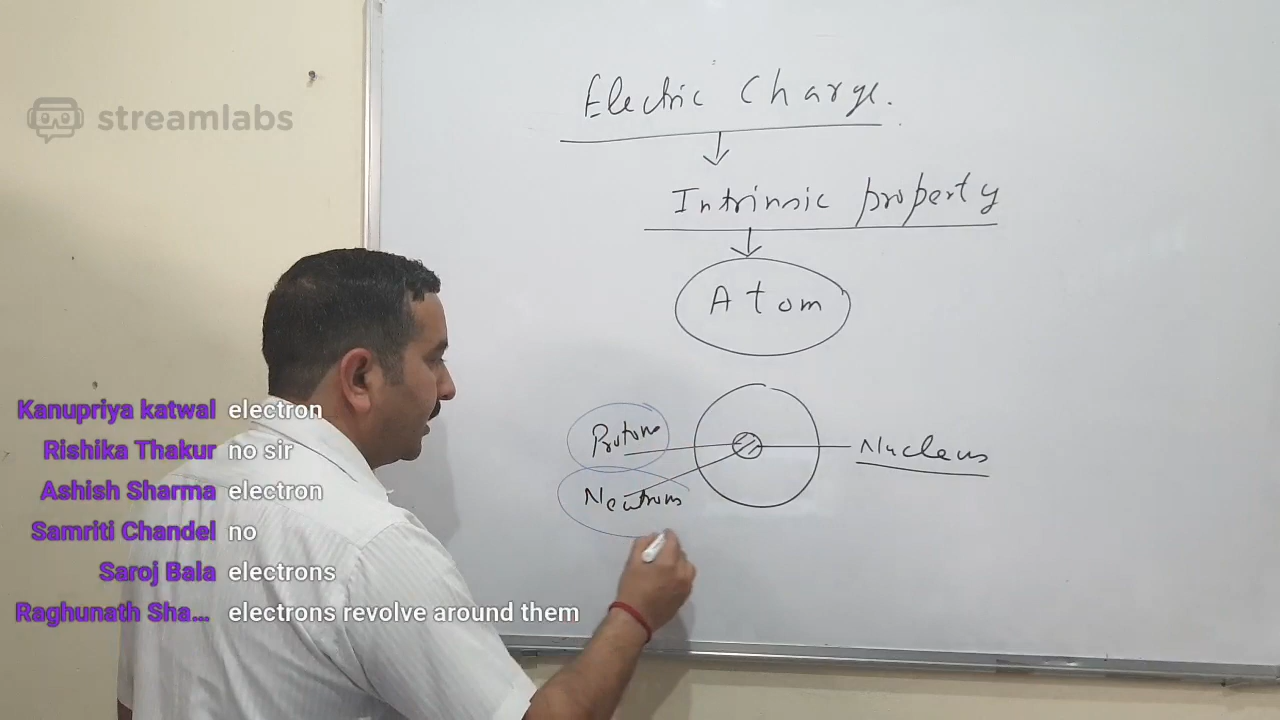 streamlabs
Electric Charge.
Intrinsic property
Atom
Protons
Nucleus
Neutrons
Kanupriya katwal electron
Rishika Thakur no sir
Ashish Sharma electron
Samriti Chandel no
Saroj Bala electrons
Raghunath Sha... electrons revolve around them